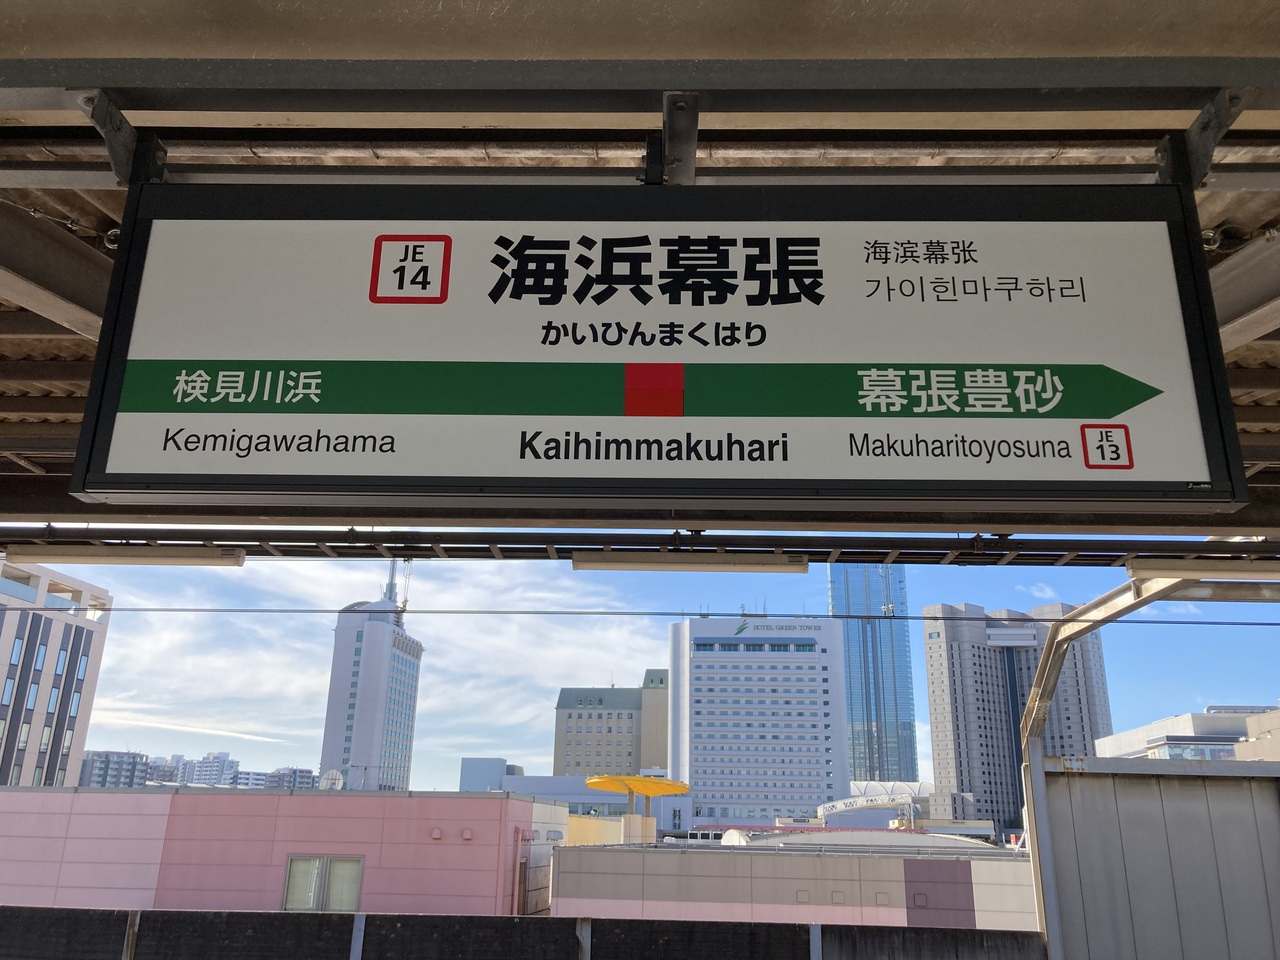 JE
14
海浜幕張
海滨幕张
가이힌마쿠하리
かいひんまくはり
検見川浜
幕張豊砂
Kemigawahama
Kaihimmakuhari
Makuharitoyosuna
JE
13
HOTEL GREEN TOWER